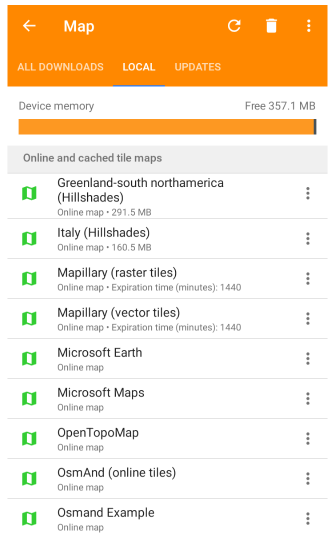 Map
ALL DOWNLOADS LOCAL UPDATES
Device memory Free 357.1 MB
Online and cached tile maps
Greenland-south northamerica
(Hillshades)
Online map • 291.5 MB
Italy (Hillshades)
Online map • 160.5 MB
Mapillary (raster tiles)
Online map • Expiration time (minutes): 1440
Mapillary (vector tiles)
Online map • Expiration time (minutes): 1440
Microsoft Earth
Online map
Microsoft Maps
Online map
OpenTopoMap
Online map
OsmAnd (online tiles)
Online map
Osmand Example
Online map